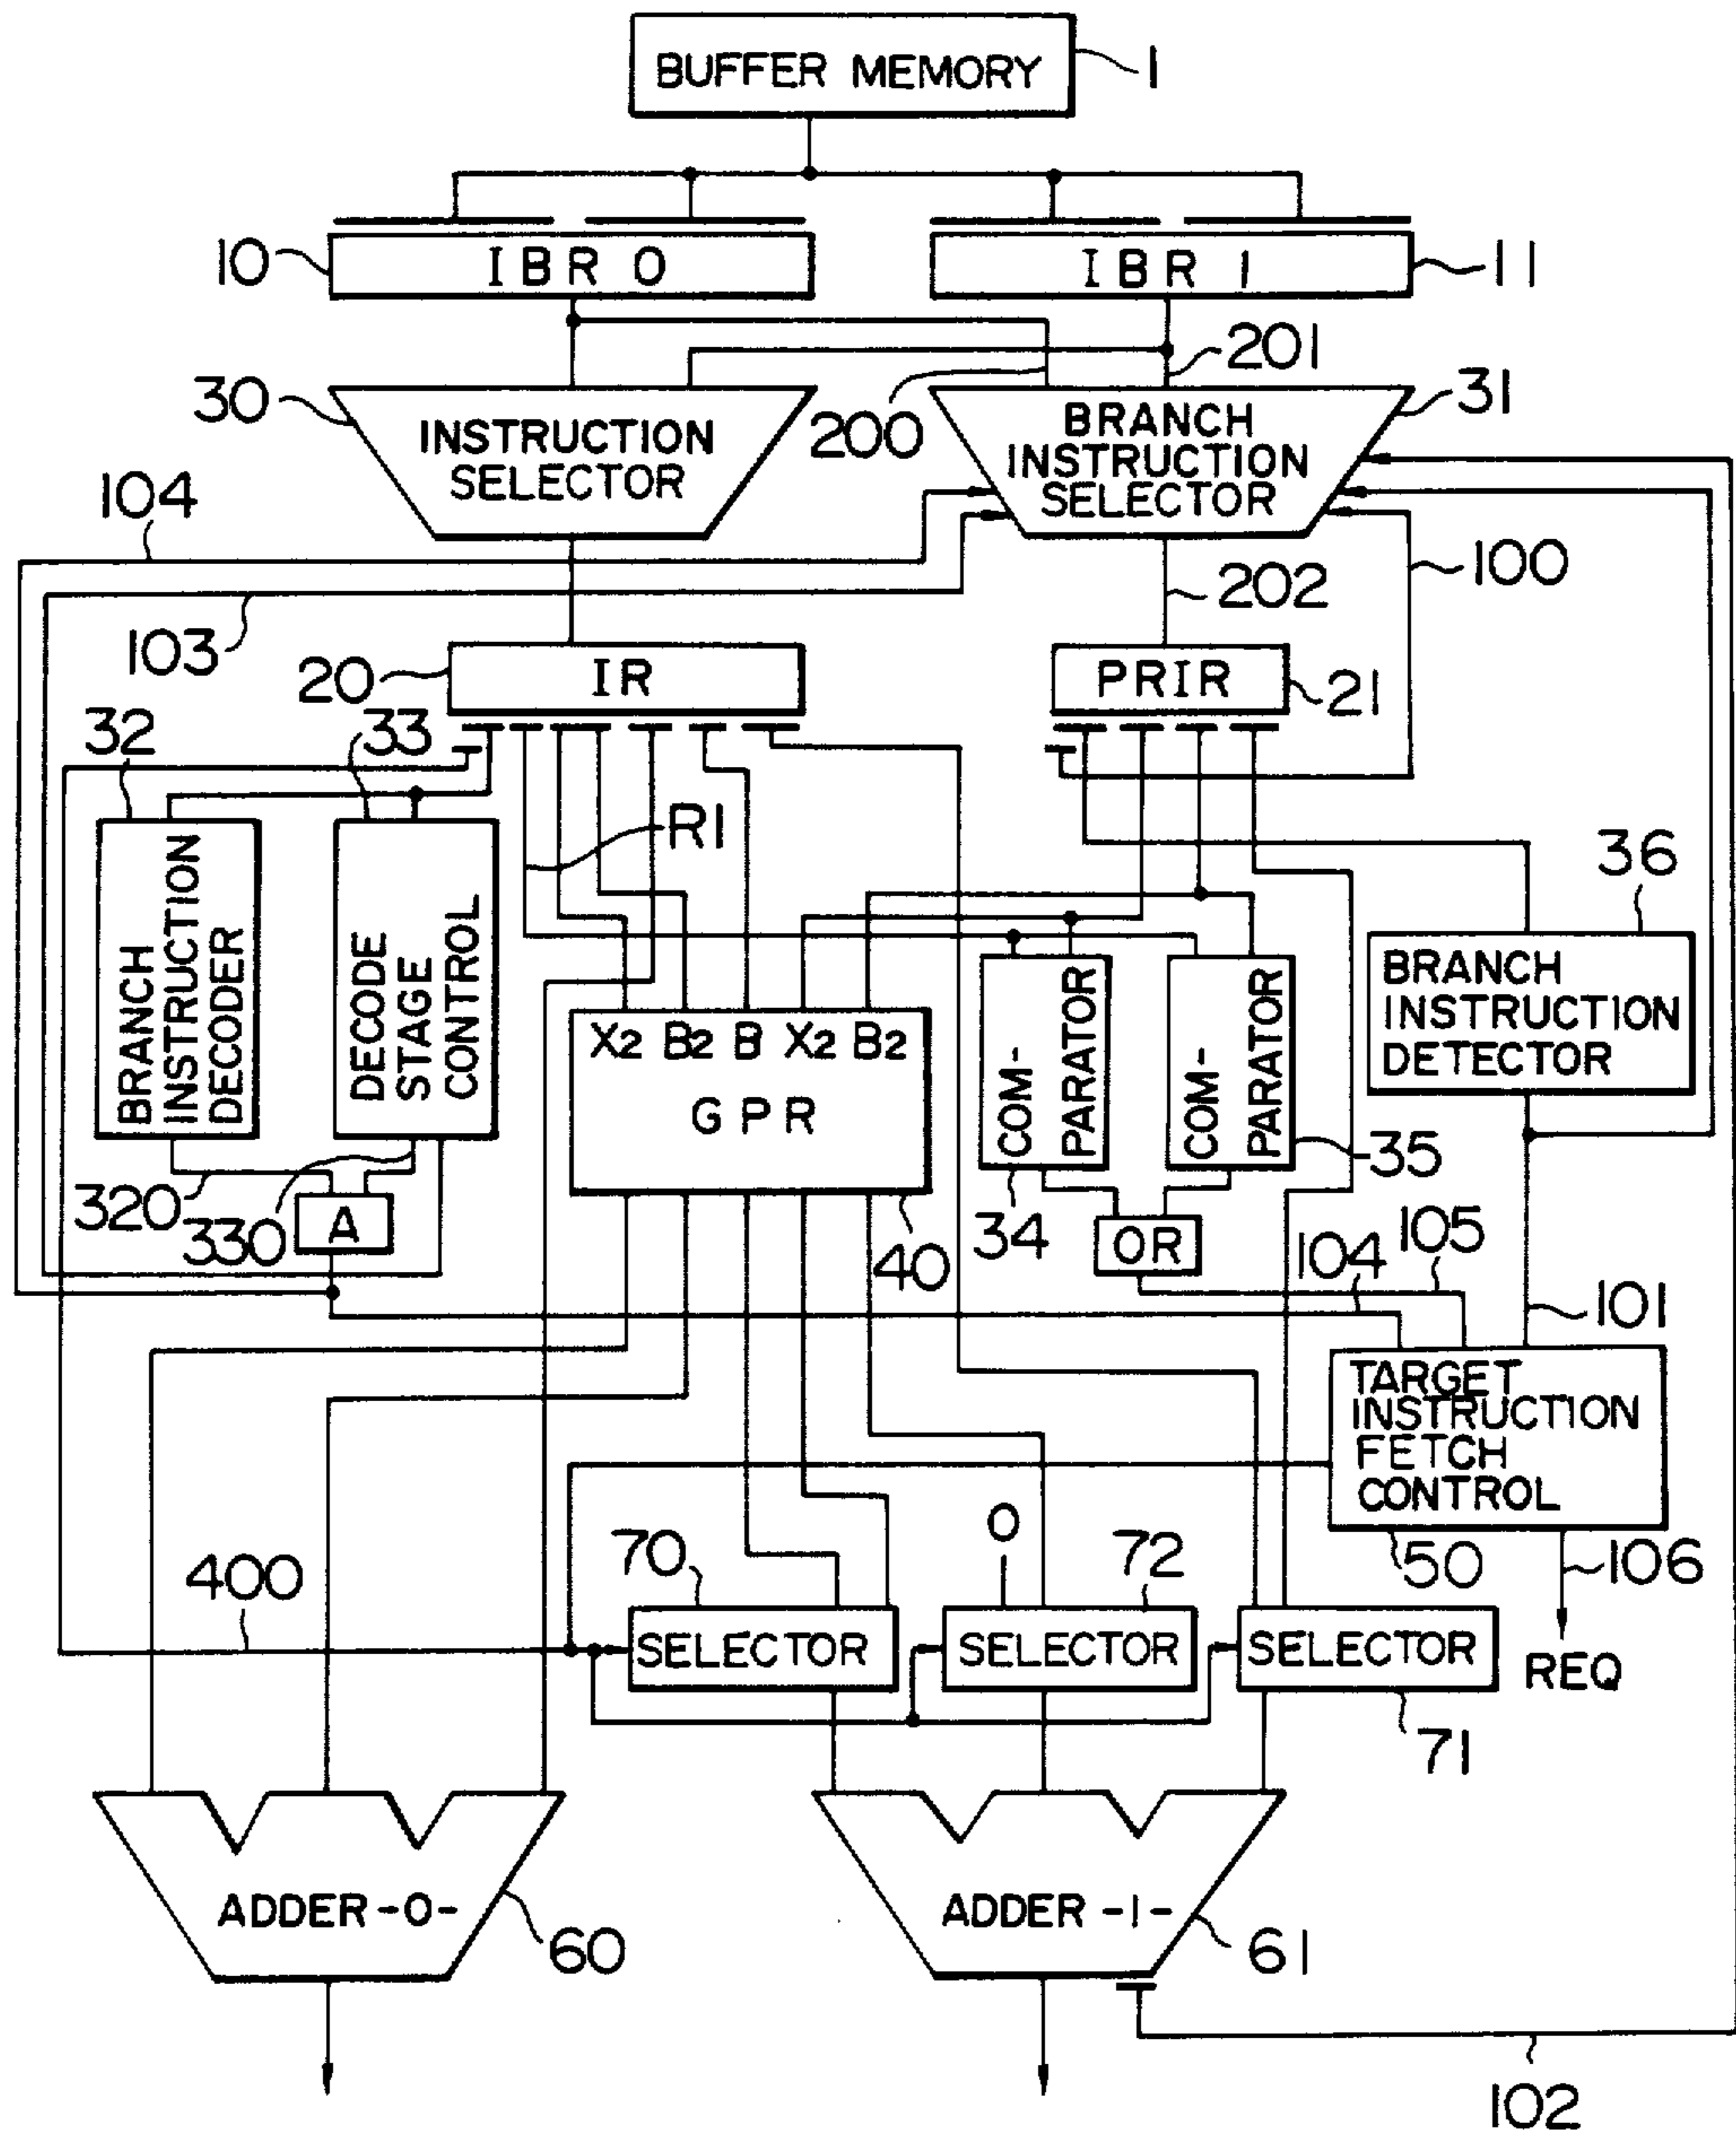 BUFFER MEMORY
1
10
IBR 0
IBR 1
11
201
30
INSTRUCTION
SELECTOR
200
BRANCH
INSTRUCTION
SELECTOR
31
104
100
202
103
20
IR
PRIR
21
32
33
R1
36
BRANCH
INSTRUCTION
DECODER
DECODE
STAGE
CONTROL
X2 B2 B X2 B2
GPR
COM-
PARATOR
COM-
PARATOR
BRANCH
INSTRUCTION
DETECTOR
35
320
330
A
40
34
OR
104
105
101
TARGET
INSTRUCTION
FETCH
CONTROL
400
70
0
72
50
106
SELECTOR
SELECTOR
SELECTOR
REQ
71
ADDER -0-
60
ADDER -1-
61
102